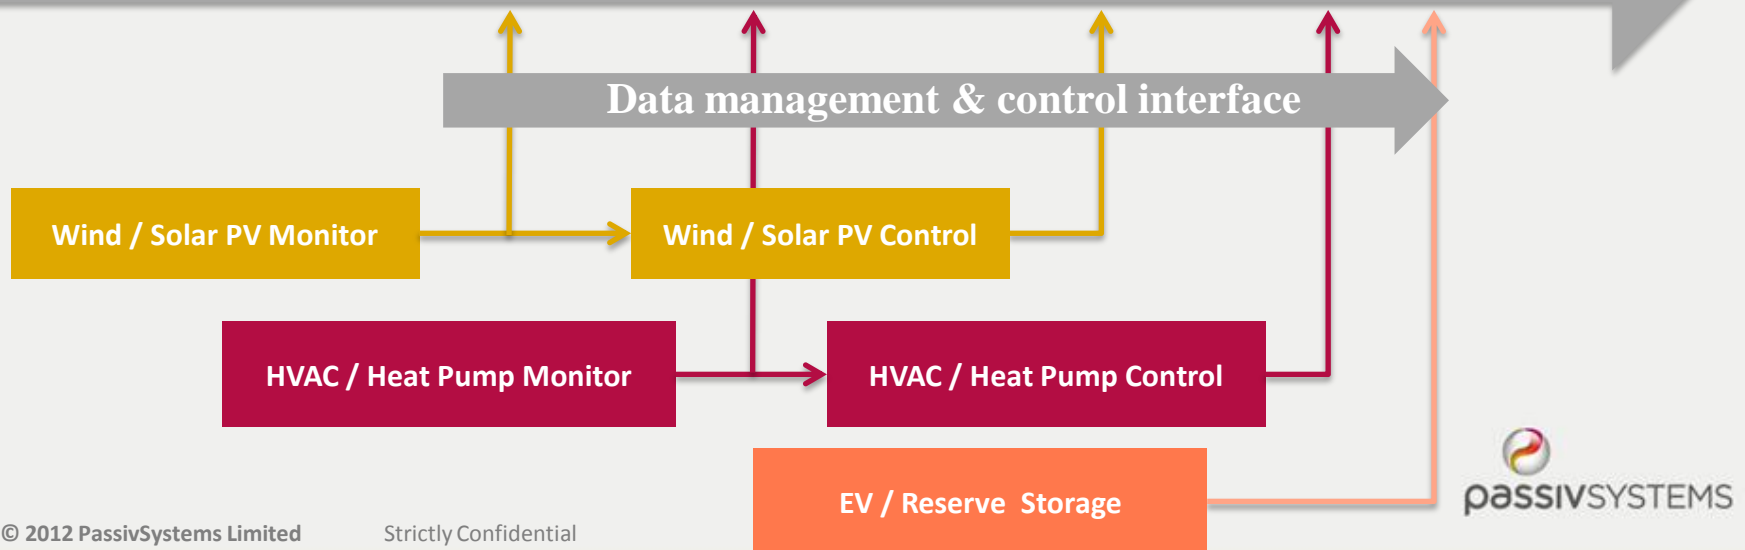 Data management & control interface
Wind / Solar PV Monitor
Wind / Solar PV Control
HVAC / Heat Pump Monitor
HVAC / Heat Pump Control
EV / Reserve Storage
passivSYSTEMS
© 2012 PassivSystems Limited Strictly Confidential